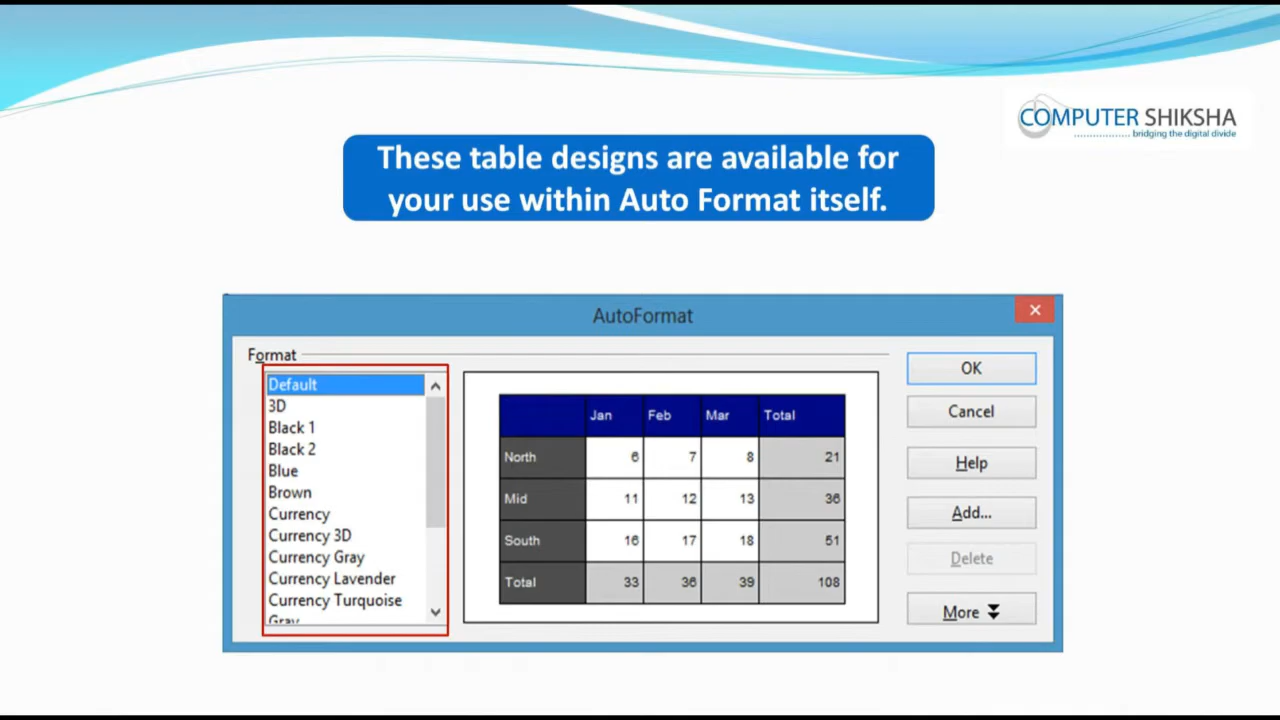 COMPUTER SHIKSHA
bridging the digital divide
These table designs are available for
your use within Auto Format itself.
AutoFormat
Format
Default
3D
Black 1
Black 2
Blue
Brown
Currency
Currency 3D
Currency Gray
Currency Lavender
Currency Turquoise
Gray
Jan Feb Mar Total
North 6 7 8 21
Mid 11 12 13 36
South 16 17 18 51
Total 33 36 39 108
OK
Cancel
Help
Add...
Delete
More